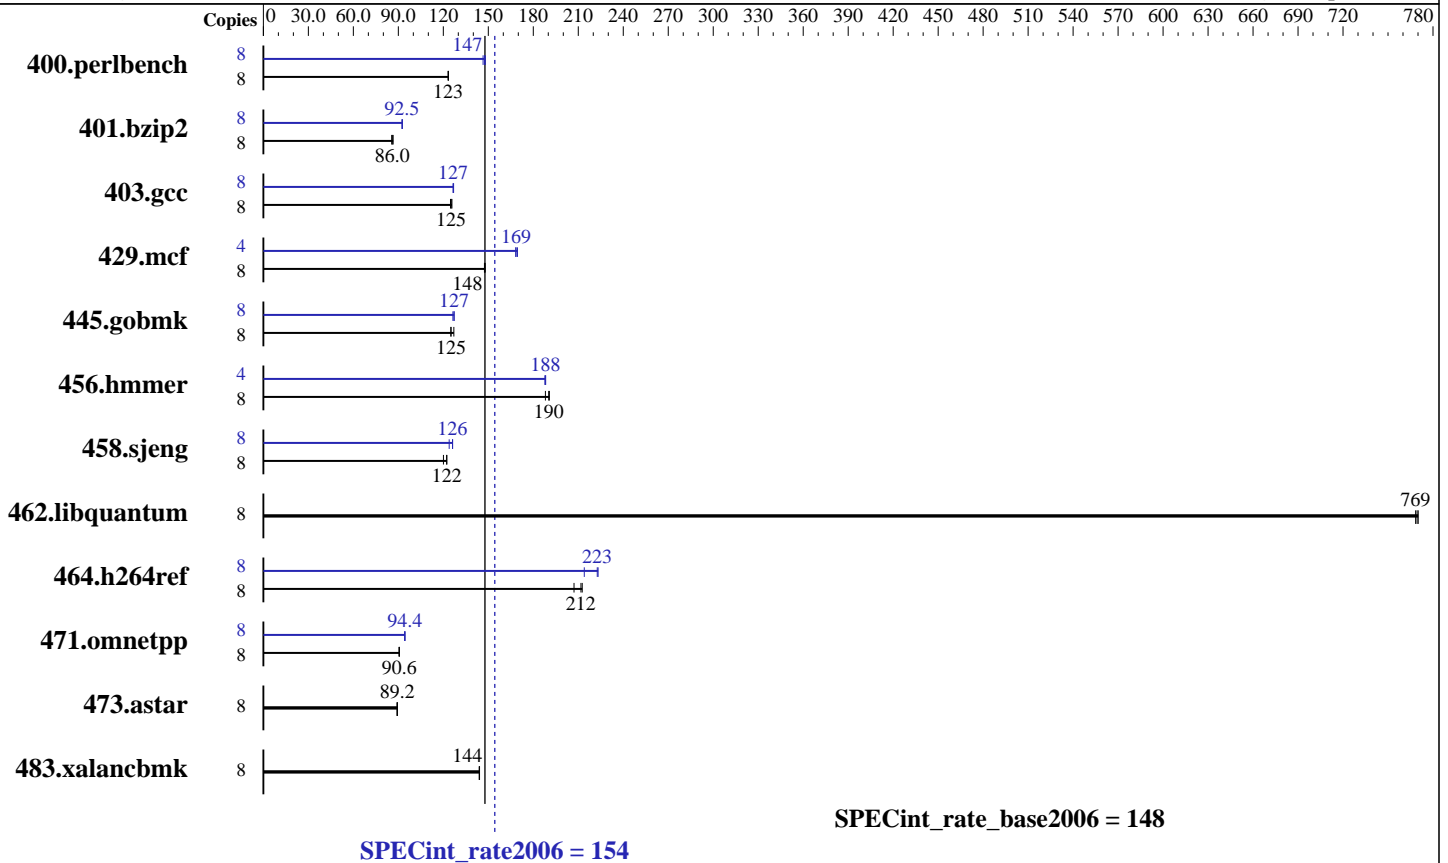 Copies 0 30.0 60.0 90.0 120 150 180 210 240 270 300 330 360 390 420 450 480 510 540 570 600 630 660 690 720 780
400.perlbench 8 147
8 123
401.bzip2 8 92.5
8 86.0
403.gcc 8 127
8 125
429.mcf 4 169
8 148
445.gobmk 8 127
8 125
456.hmmer 4 188
8 190
458.sjeng 8 126
8 122
462.libquantum 8 769
464.h264ref 8 223
8 212
471.omnetpp 8 94.4
8 90.6
473.astar 8 89.2
483.xalancbmk 8 144
SPECint_rate_base2006 = 148
SPECint_rate2006 = 154